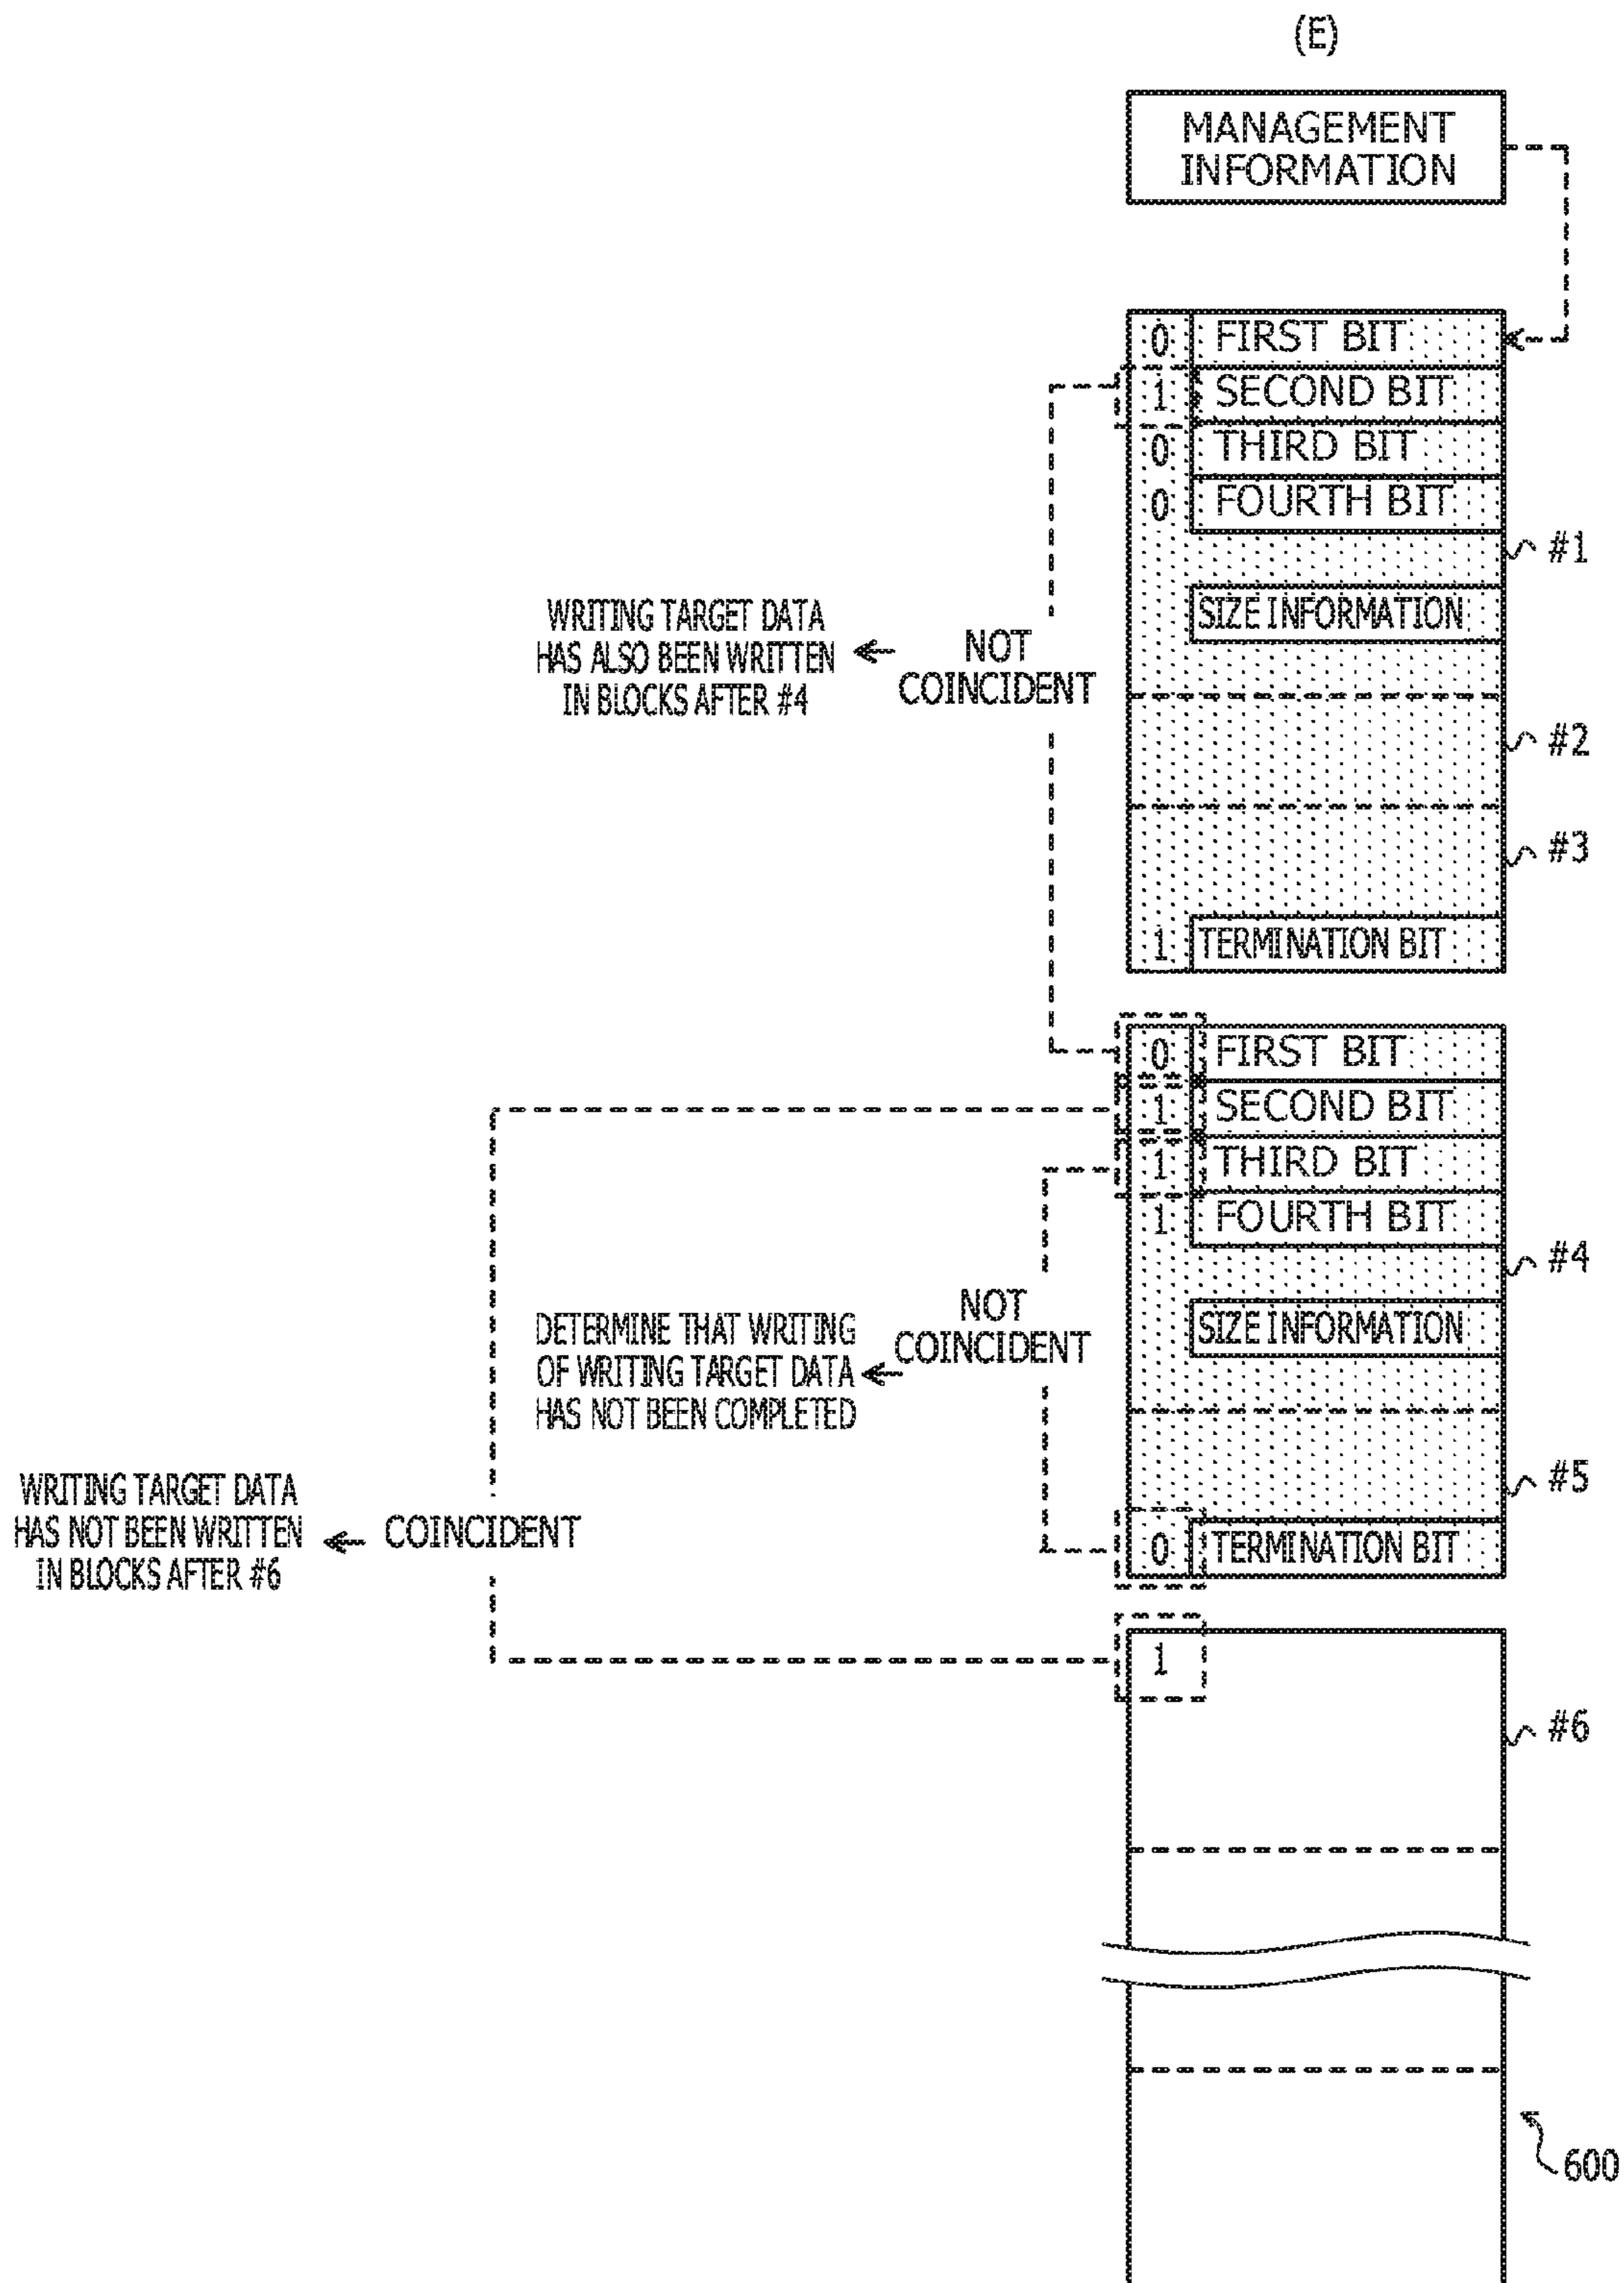 (E)
MANAGEMENT
INFORMATION
0 FIRST BIT
1 SECOND BIT
0 THIRD BIT
0 FOURTH BIT
#1
SIZE INFORMATION
WRITING TARGET DATA
HAS ALSO BEEN WRITTEN
IN BLOCKS AFTER #4
NOT
COINCIDENT
#2
#3
1 TERMINATION BIT
0 FIRST BIT
1 SECOND BIT
1 THIRD BIT
1 FOURTH BIT
#4
SIZE INFORMATION
DETERMINE THAT WRITING
OF WRITING TARGET DATA
HAS NOT BEEN COMPLETED
NOT
COINCIDENT
#5
WRITING TARGET DATA
HAS NOT BEEN WRITTEN
IN BLOCKS AFTER #6
COINCIDENT
0 TERMINATION BIT
1
#6
600